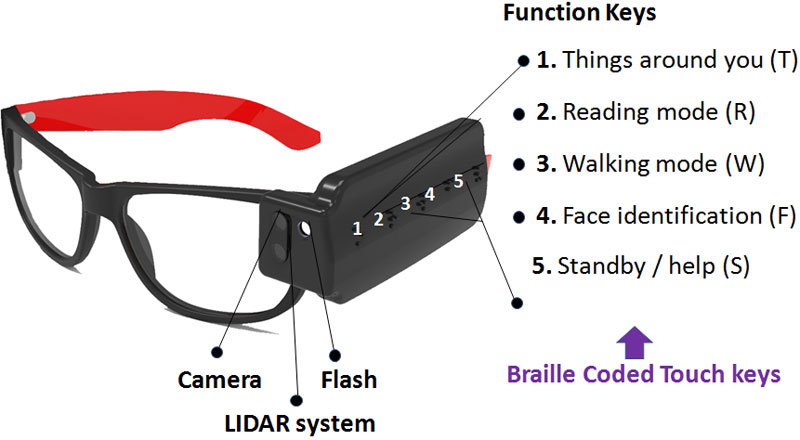 Function Keys
1. Things around you (T)
2. Reading mode (R)
3. Walking mode (W)
4. Face identification (F)
5. Standby / help (S)
1 2 3 4 5
Camera
Flash
LIDAR system
Braille Coded Touch keys